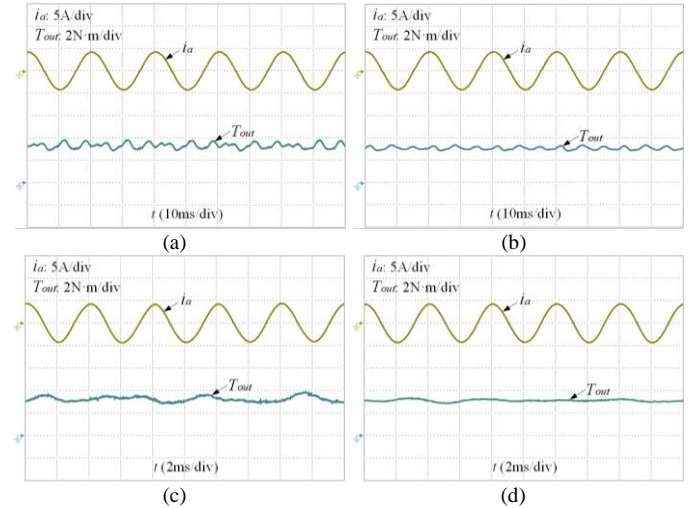 ia: 5A/div
Tout: 2N·m/div
ia
Tout
t (10ms/div)
(a)
ia: 5A/div
Tout: 2N·m/div
ia
Tout
t (10ms/div)
(b)
ia: 5A/div
Tout: 2N·m/div
ia
Tout
t (2ms/div)
(c)
ia: 5A/div
Tout: 2N·m/div
ia
Tout
t (2ms/div)
(d)